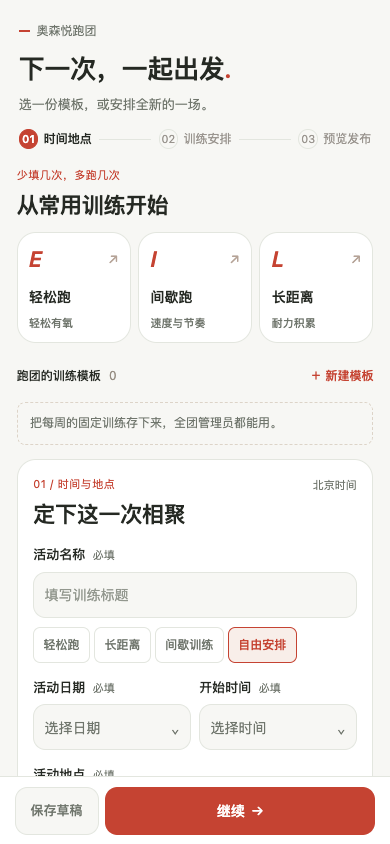 奥森悦跑团
下一次，一起出发.
选一份模板，或安排全新的一场。
01 时间地点 02 训练安排 03 预览发布
少填几次，多跑几次
从常用训练开始
E ↗ I ↗ L ↗
轻松跑 间歇跑 长距离
轻松有氧 速度与节奏 耐力积累
跑团的训练模板 0 + 新建模板
把每周的固定训练存下来，全团管理员都能用。
01 / 时间与地点 北京时间
定下这一次相聚
活动名称 必填
填写训练标题
轻松跑 长距离 间歇训练 自由安排
活动日期 必填 开始时间 必填
选择日期 选择时间
活动地点 必填
保存草稿 继续 →